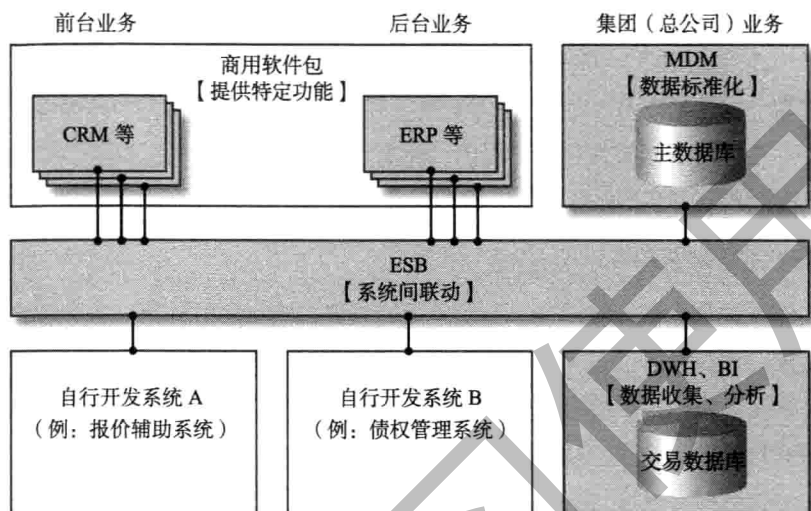 前台业务
后台业务
集团（总公司）业务
商用软件包
【提供特定功能】
CRM 等
ERP 等
MDM
【数据标准化】
主数据库
ESB
【系统间联动】
自行开发系统 A
（例：报价辅助系统）
自行开发系统 B
（例：债权管理系统）
DWH、BI
【数据收集、分析】
交易数据库